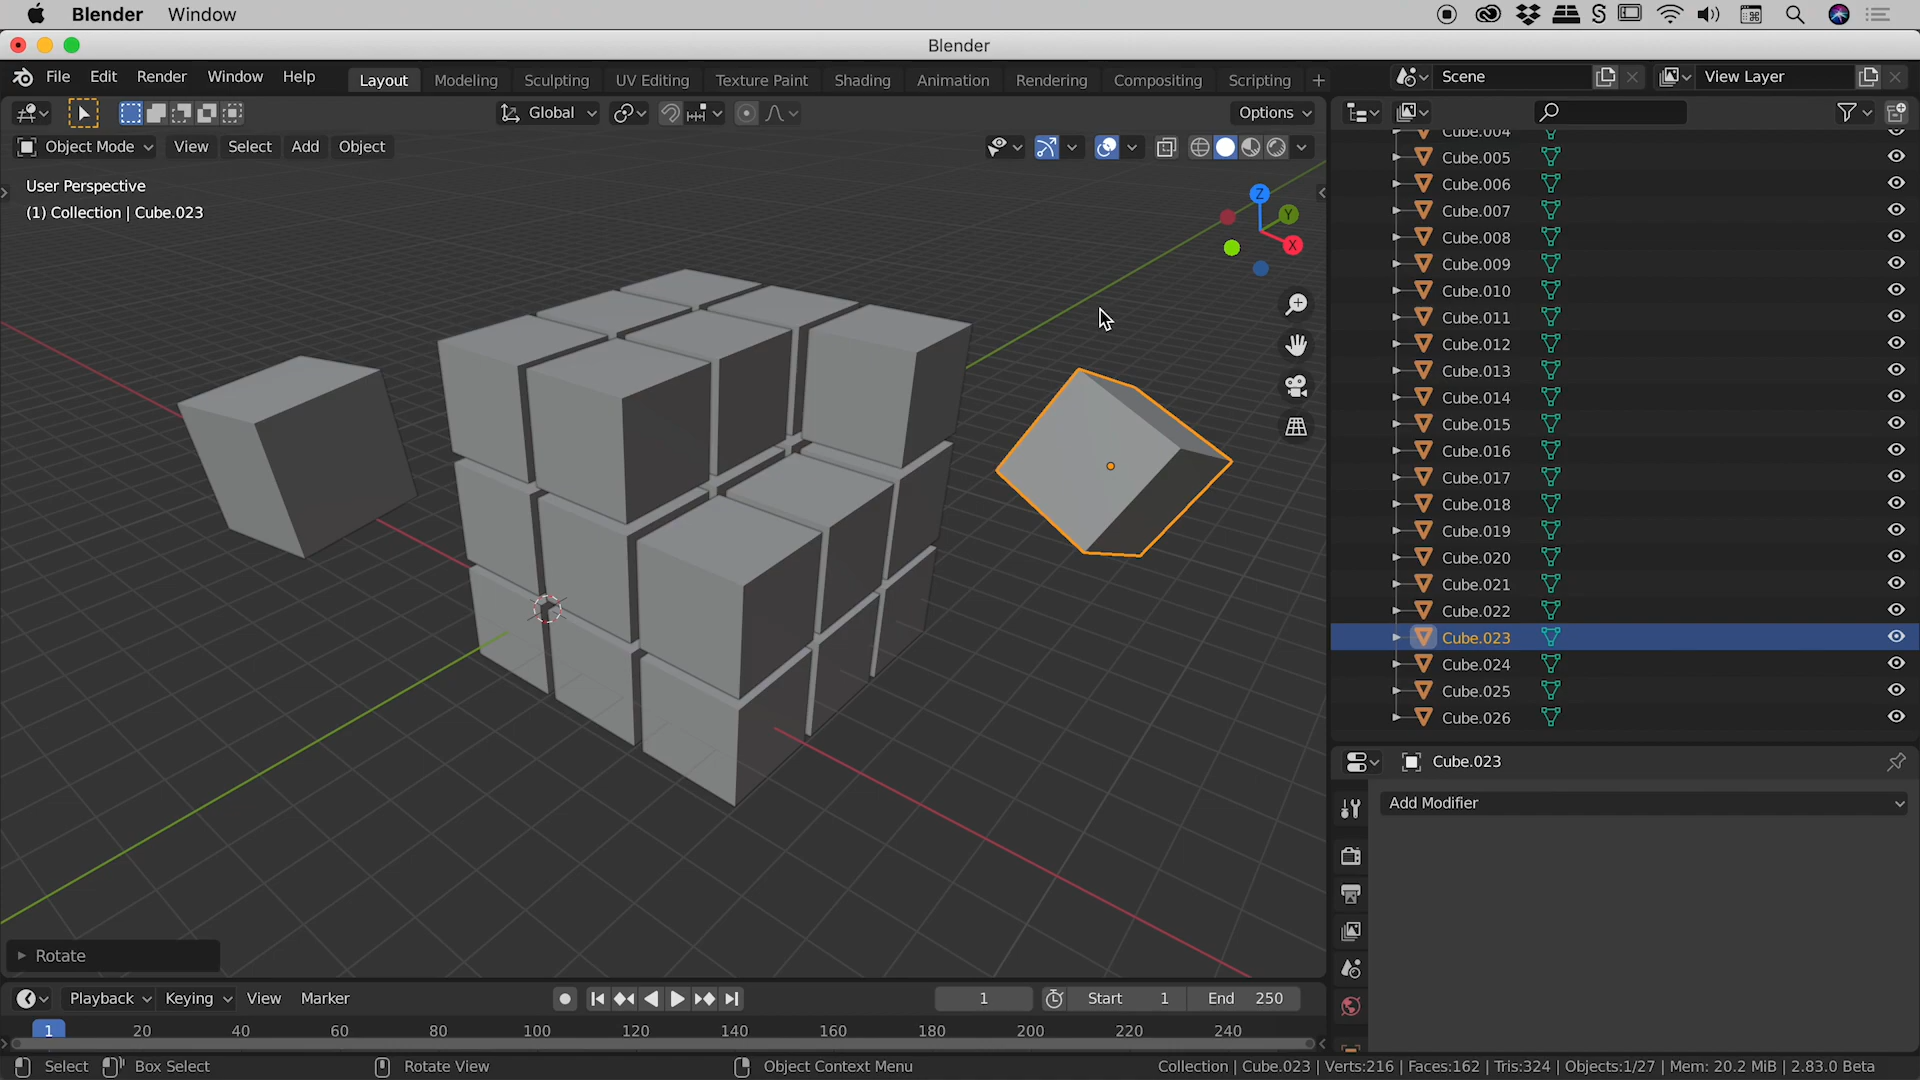 Blender Window
Blender
File Edit Render Window Help Layout Modeling Sculpting UV Editing Texture Paint Shading Animation Rendering Compositing Scripting + Scene View Layer
Global Options
Object Mode View Select Add Object
User Perspective
(1) Collection | Cube.023
Z
Y
X
Cube.004
Cube.005
Cube.006
Cube.007
Cube.008
Cube.009
Cube.010
Cube.011
Cube.012
Cube.013
Cube.014
Cube.015
Cube.016
Cube.017
Cube.018
Cube.019
Cube.020
Cube.021
Cube.022
Cube.023
Cube.024
Cube.025
Cube.026
Cube.023
Add Modifier
Rotate
Playback Keying View Marker 1 Start 1 End 250
1 20 40 60 80 100 120 140 160 180 200 220 240
Select Box Select Rotate View Object Context Menu Collection | Cube.023 | Verts:216 | Faces:162 | Tris:324 | Objects:1/27 | Mem: 20.2 MiB | 2.83.0 Beta